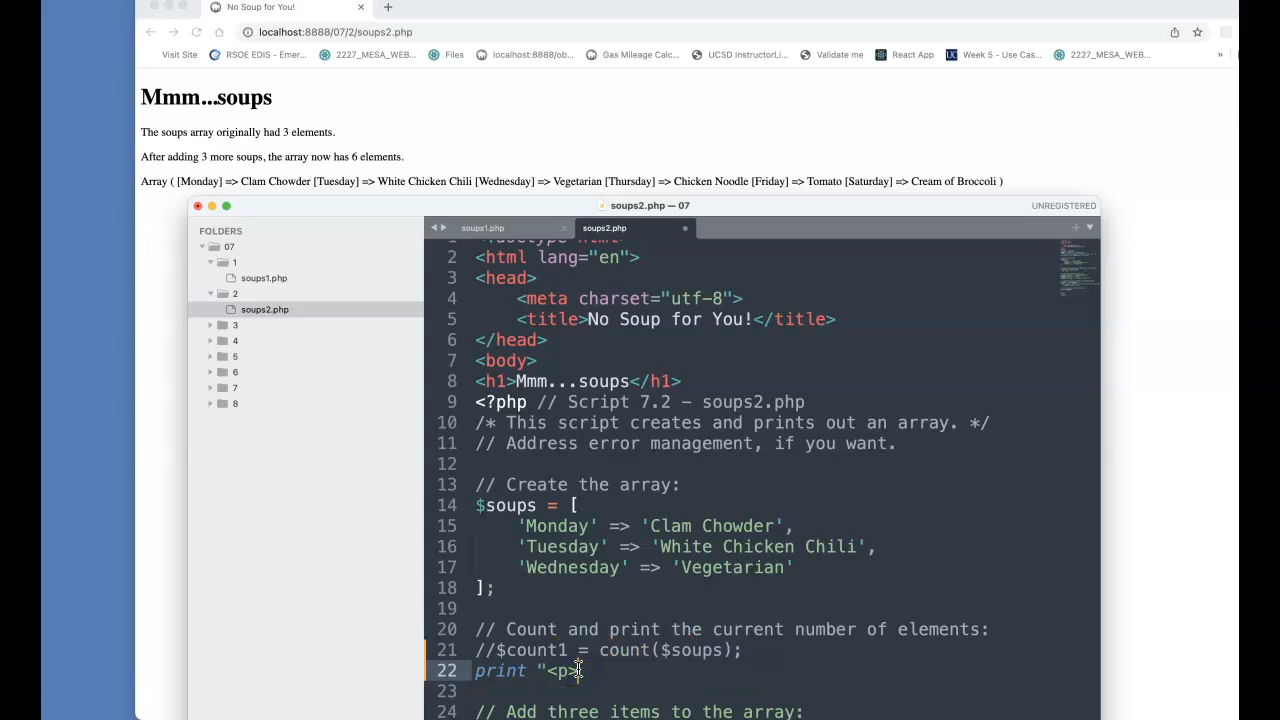 No Soup for You!
localhost:8888/07/2/soups2.php
Visit Site RSOE EDIS - Emer... 2227_MESA_WEB... Files localhost:8888/ob... Gas Mileage Calc... UCSD InstructorLi... Validate me React App Week 5 - Use Cas... 2227_MESA_WEB... »
Mmm...soups
The soups array originally had 3 elements.
After adding 3 more soups, the array now has 6 elements.
Array ( [Monday] => Clam Chowder [Tuesday] => White Chicken Chili [Wednesday] => Vegetarian [Thursday] => Chicken Noodle [Friday] => Tomato [Saturday] => Cream of Broccoli )
soups2.php — 07
UNREGISTERED
FOLDERS
07
1
soups1.php
2
soups2.php
3
4
5
6
7
8
soups1.php soups2.php
2 <html lang="en">
3 <head>
4 <meta charset="utf-8">
5 <title>No Soup for You!</title>
6 </head>
7 <body>
8 <h1>Mmm...soups</h1>
9 <?php // Script 7.2 - soups2.php
10 /* This script creates and prints out an array. */
11 // Address error management, if you want.
12
13 // Create the array:
14 $soups = [
15 'Monday' => 'Clam Chowder',
16 'Tuesday' => 'White Chicken Chili',
17 'Wednesday' => 'Vegetarian'
18 ];
19
20 // Count and print the current number of elements:
21 //$count1 = count($soups);
22 print "<p>
23
24 // Add three items to the array: